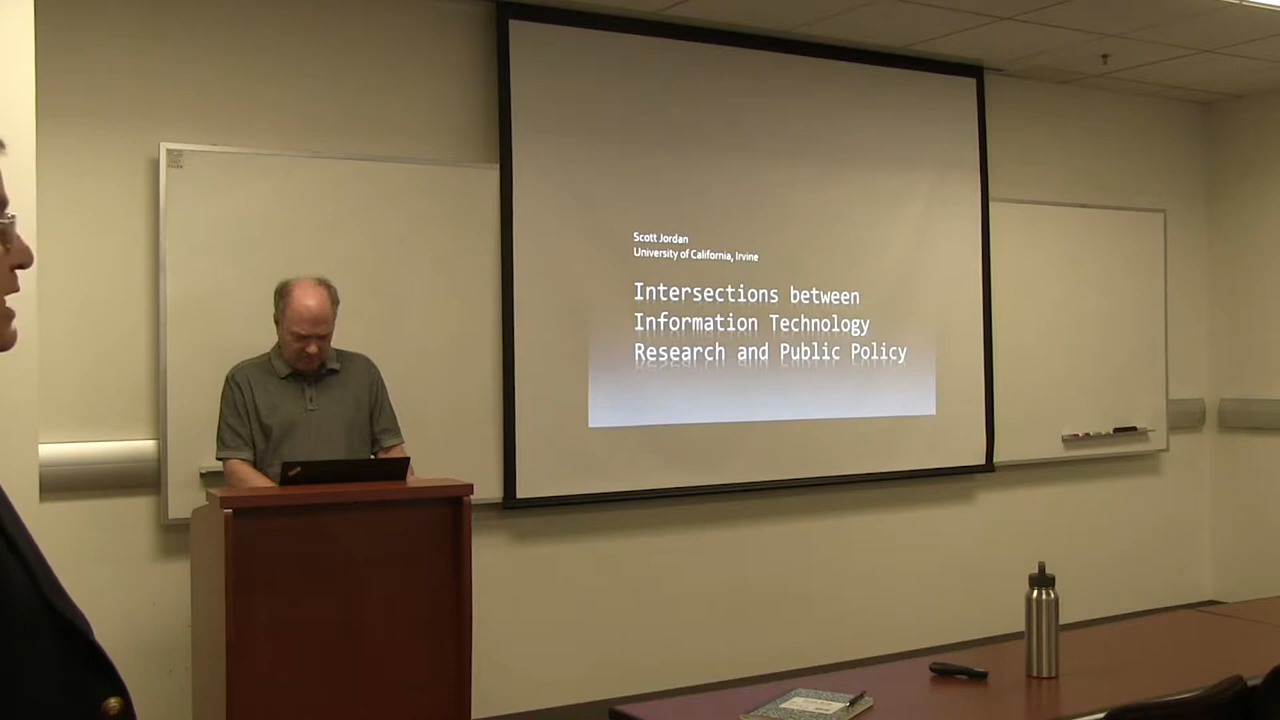 Scott Jordan
University of California, Irvine
Intersections between
Information Technology
Research and Public Policy